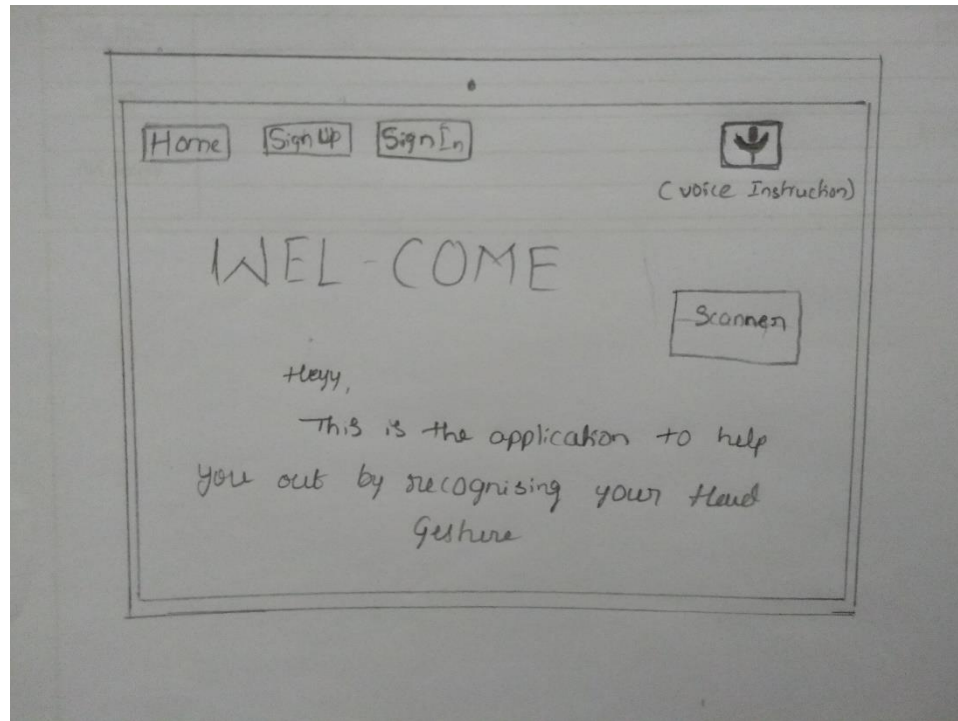 Home Sign Up Sign In
(voice Instruction)
WEL-COME
Scanner
Heyy,
This is the application to help
you out by recognising your Hand
Gesture